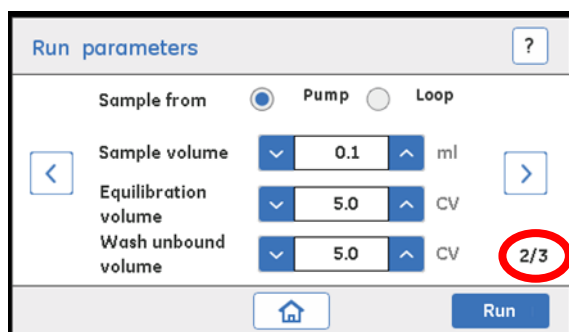 Run parameters ?
Sample from Pump Loop
Sample volume 0.1 ml
Equilibration
volume 5.0 CV
Wash unbound
volume 5.0 CV
2/3
Run